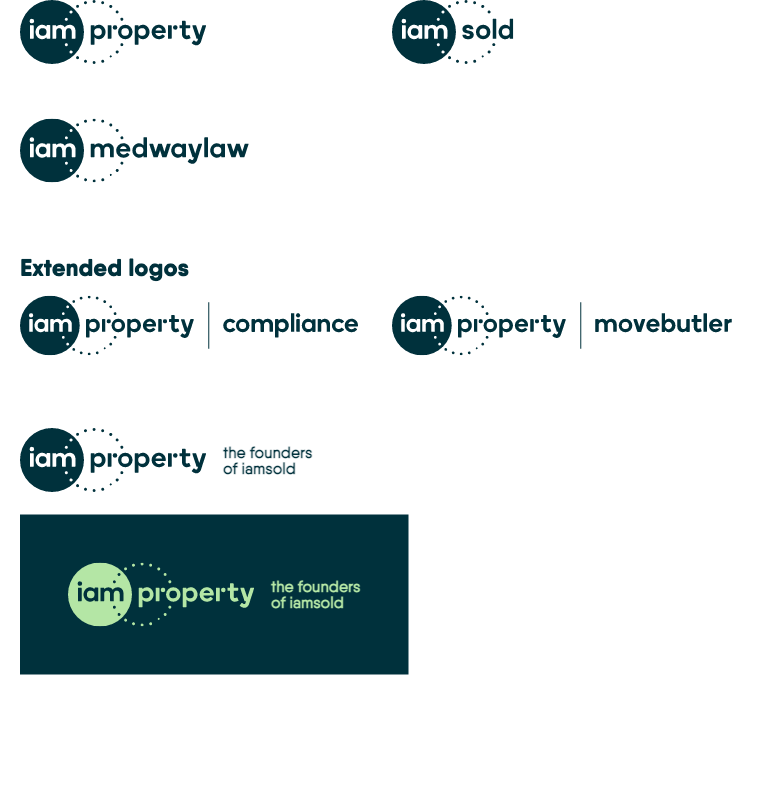 iam property
iam sold
iam medwaylaw
Extended logos
iam property | compliance
iam property | movebutler
iam property
the founders
of iamsold
iam property
the founders
of iamsold